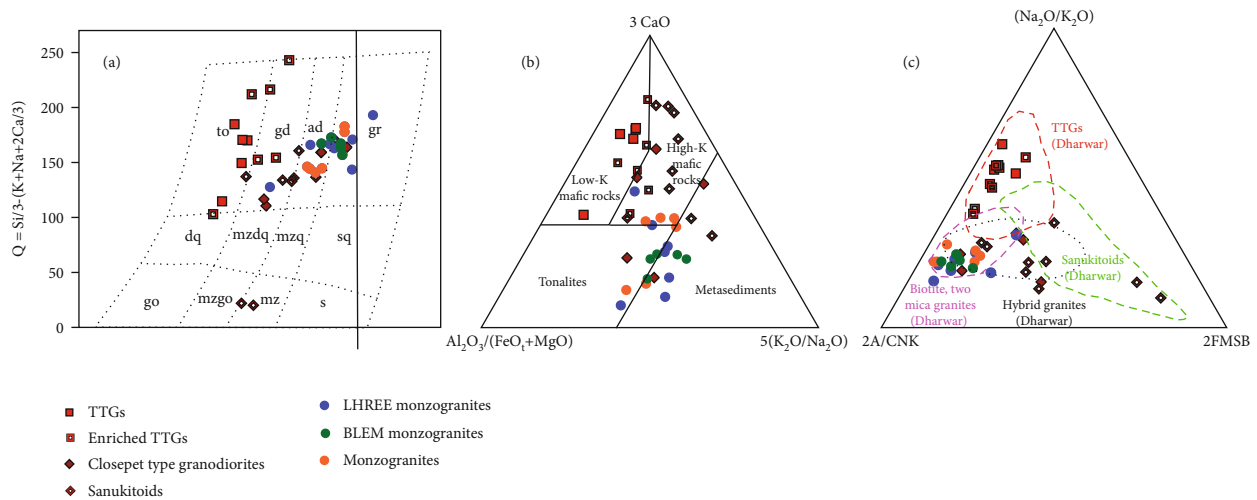 Q = Si/3-(K+Na+2Ca/3)
250
200
150
100
50
0
(a)
to
gd
ad
gr
dq
mzdq
mzq
sq
go
mzgo
mz
s
(b)
3 CaO
Low-K
mafic rocks
High-K
mafic
rocks
Tonalites
Metasediments
Al₂O₃/(FeOₜ+MgO)
5(K₂O/Na₂O)
(c)
(Na₂O/K₂O)
TTGs
(Dharwar)
Sanukitoids
(Dharwar)
Biotite, two
mica granites
(Dharwar)
Hybrid granites
(Dharwar)
2A/CNK
2FMSB
TTGs
Enriched TTGs
Closepet type granodiorites
Sanukitoids
LHREE monzogranites
BLEM monzogranites
Monzogranites